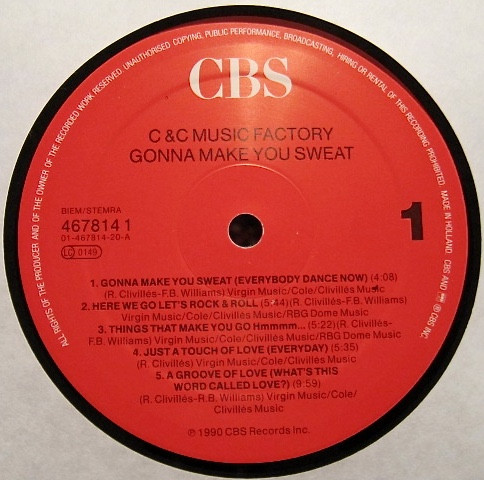 CBS
C & C MUSIC FACTORY
GONNA MAKE YOU SWEAT
BIEM/STEMRA
467814 1
01-467814-20-A
LC 0149
1
1. GONNA MAKE YOU SWEAT (EVERYBODY DANCE NOW) (4:08)
(R. Clivillés-F.B. Williams) Virgin Music/Cole/Clivillés Music
2. HERE WE GO LET'S ROCK & ROLL (5:44)(R. Clivillés-F.B. Williams)
Virgin Music/Cole/Clivillés Music/RBG Dome Music
3. THINGS THAT MAKE YOU GO Hmmmm... (5:22)(R. Clivillés-
F.B. Williams) Virgin Music/Cole/Clivillés Music/RBG Dome Music
4. JUST A TOUCH OF LOVE (EVERYDAY) (5:35)
(R. Clivillés) Virgin Music/Cole/Clivillés Music
5. A GROOVE OF LOVE (WHAT'S THIS
WORD CALLED LOVE?) (9:59)
(R. Clivillés-R.B. Williams) Virgin Music/Cole/
Clivillés Music
℗ 1990 CBS Records Inc.
ALL RIGHTS OF THE PRODUCER AND OF THE OWNER OF THE RECORDED WORK RESERVED. UNAUTHORISED COPYING, PUBLIC PERFORMANCE, BROADCASTING, HIRING OR RENTAL OF THIS RECORDING PROHIBITED. MADE IN HOLLAND CBS AND ® CBS INC.